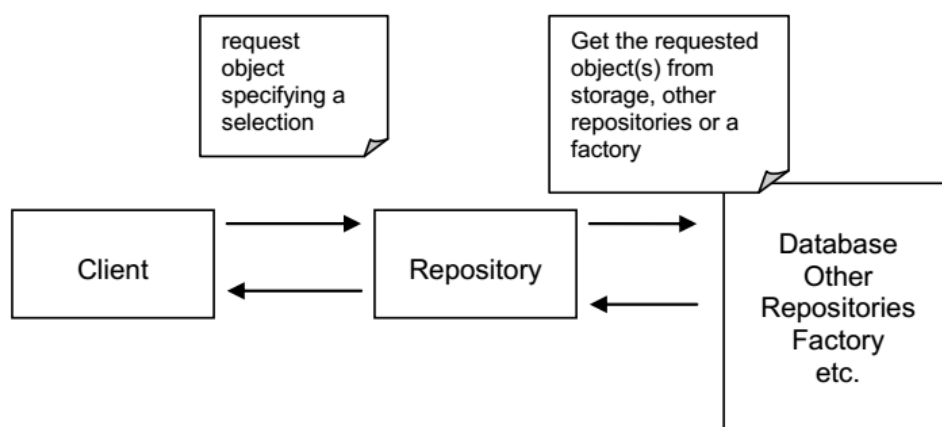 request
object
specifying a
selection
Get the requested
object(s) from
storage, other
repositories or a
factory
Client
Repository
Database
Other
Repositories
Factory
etc.